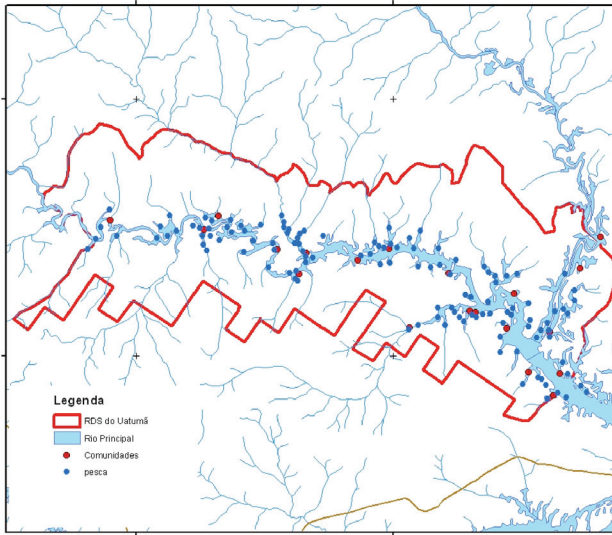 Legenda
RDS do Uatumã
Rio Principal
Comunidades
pesca